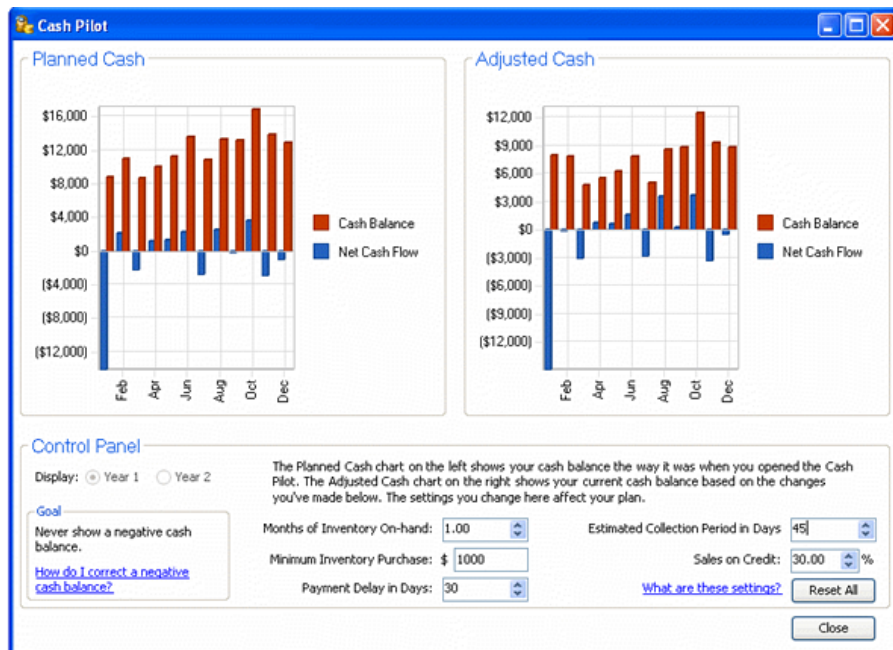 Cash Pilot
Planned Cash
$16,000
$12,000
$8,000
$4,000
$0
($4,000)
($8,000)
($12,000)
Feb
Apr
Jun
Aug
Oct
Dec
Cash Balance
Net Cash Flow
Adjusted Cash
$12,000
$9,000
$6,000
$3,000
$0
($3,000)
($6,000)
($9,000)
($12,000)
Feb
Apr
Jun
Aug
Oct
Dec
Cash Balance
Net Cash Flow
Control Panel
Display: Year 1 Year 2
Goal
Never show a negative cash
balance.
How do I correct a negative
cash balance?
The Planned Cash chart on the left shows your cash balance the way it was when you opened the Cash
Pilot. The Adjusted Cash chart on the right shows your current cash balance based on the changes
you've made below. The settings you change here affect your plan.
Months of Inventory On-hand: 1.00
Minimum Inventory Purchase: $ 1000
Payment Delay in Days: 30
Estimated Collection Period in Days 45
Sales on Credit: 30.00 %
What are these settings? Reset All
Close